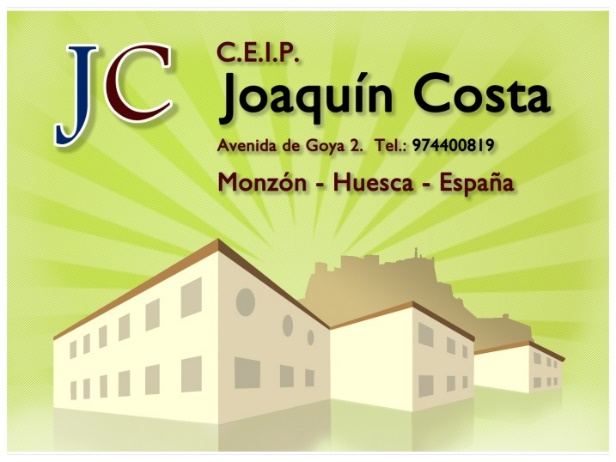 JC
C.E.I.P.
Joaquín Costa
Avenida de Goya 2. Tel.: 974400819
Monzón - Huesca - España